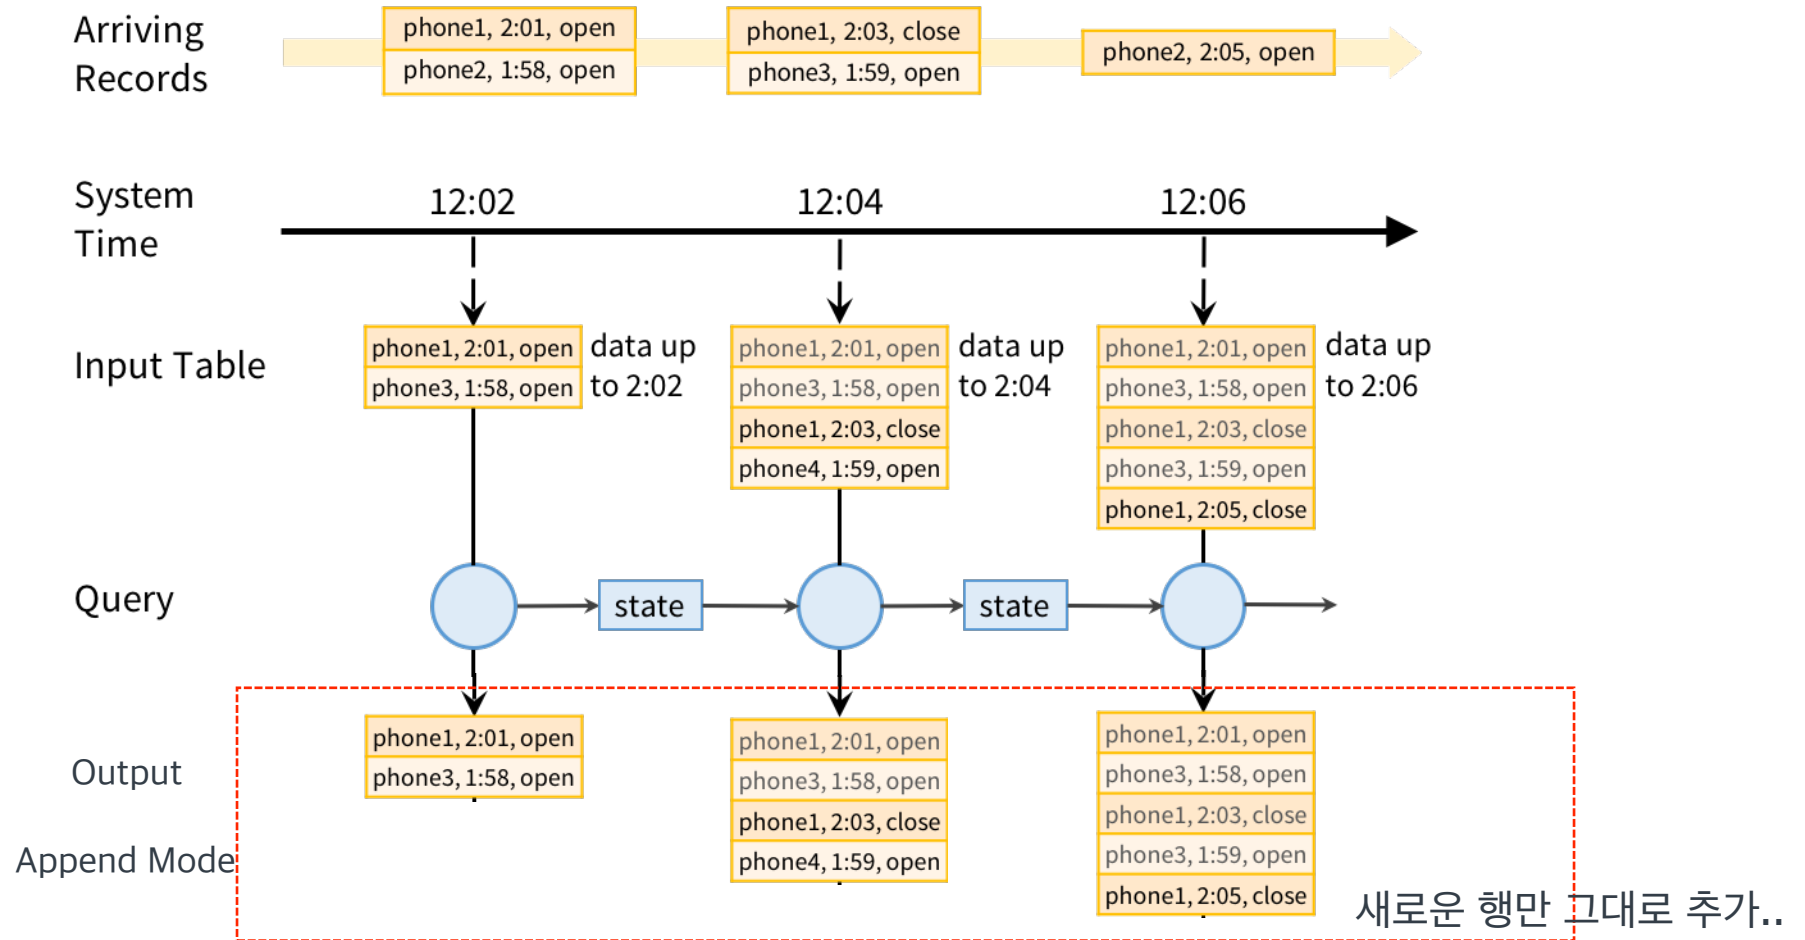 Arriving
Records
phone1, 2:01, open
phone2, 1:58, open
phone1, 2:03, close
phone3, 1:59, open
phone2, 2:05, open
System
Time
12:02
12:04
12:06
Input Table
phone1, 2:01, open
phone3, 1:58, open
data up
to 2:02
phone1, 2:01, open
phone3, 1:58, open
phone1, 2:03, close
phone4, 1:59, open
data up
to 2:04
phone1, 2:01, open
phone3, 1:58, open
phone1, 2:03, close
phone3, 1:59, open
phone1, 2:05, close
data up
to 2:06
Query
state
state
Output
Append Mode
phone1, 2:01, open
phone3, 1:58, open
phone1, 2:01, open
phone3, 1:58, open
phone1, 2:03, close
phone4, 1:59, open
phone1, 2:01, open
phone3, 1:58, open
phone1, 2:03, close
phone3, 1:59, open
phone1, 2:05, close
새로운 행만 그대로 추가..